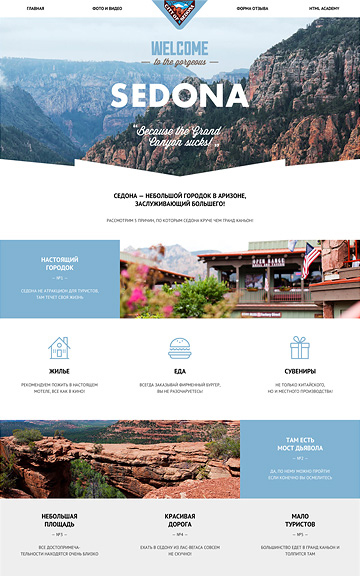 ГЛАВНАЯ
ФОТО И ВИДЕО
ФОРМА ОТЗЫВА
HTML ACADEMY
WELCOME
to the gorgeous
SEDONA
“Because the Grand
Canyon sucks!”
СЕДОНА — НЕБОЛЬШОЙ ГОРОДОК В АРИЗОНЕ,
ЗАСЛУЖИВАЮЩИЙ БОЛЬШЕГО!
РАССМОТРИМ 5 ПРИЧИН, ПО КОТОРЫМ СЕДОНА КРУЧЕ ЧЕМ ГРАНД КАНЬОН!
НАСТОЯЩИЙ
ГОРОДОК
— №1 —
СЕДОНА НЕ АТТРАКЦИОН ДЛЯ ТУРИСТОВ,
ТАМ ТЕЧЕТ СВОЯ ЖИЗНЬ
OPEN RANGE
ЖИЛЬЕ
РЕКОМЕНДУЕМ ПОЖИТЬ В НАСТОЯЩЕМ
МОТЕЛЕ, ВСЕ КАК В КИНО!
ЕДА
ВСЕГДА ЗАКАЗЫВАЙ ФИРМЕННЫЙ БУРГЕР,
ВЫ НЕ РАЗОЧАРУЕТЕСЬ!
СУВЕНИРЫ
НЕ ТОЛЬКО КИТАЙСКОГО,
НО И МЕСТНОГО ПРОИЗВОДСТВА!
ТАМ ЕСТЬ
МОСТ ДЬЯВОЛА
— №2 —
ДА, ПО НЕМУ МОЖНО ПРОЙТИ!
ЕСЛИ КОНЕЧНО ВЫ ОСМЕЛИТЕСЬ
НЕБОЛЬШАЯ
ПЛОЩАДЬ
— №3 —
ВСЕ ДОСТОПРИМЕЧА-
ТЕЛЬНОСТИ НАХОДЯТСЯ ОЧЕНЬ БЛИЗКО
КРАСИВАЯ
ДОРОГА
— №4 —
ЕХАТЬ В СЕДОНУ ИЗ ЛАС-ВЕГАСА СОВСЕМ
НЕ СКУЧНО!
МАЛО
ТУРИСТОВ
— №5 —
БОЛЬШИНСТВО ЕДЕТ В ГРАНД КАНЬОН И
ТОЛПИТСЯ ТАМ